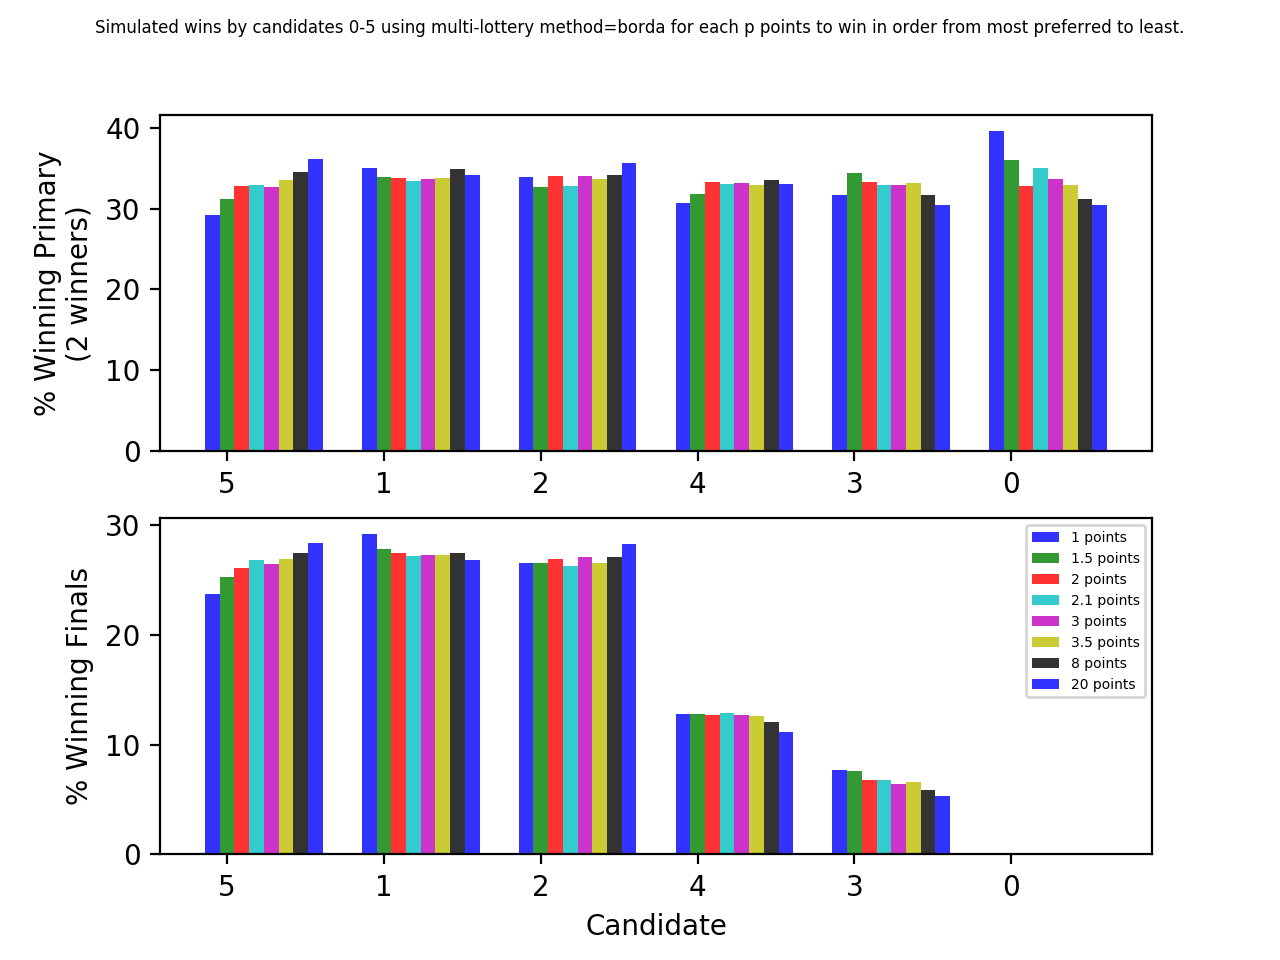 Simulated wins by candidates 0-5 using multi-lottery method=borda for each p points to win in order from most preferred to least.
% Winning Primary
(2 winners)
40
30
20
10
0
5 1 2 4 3 0
% Winning Finals
30
20
10
0
1 points
1.5 points
2 points
2.1 points
3 points
3.5 points
8 points
20 points
5 1 2 4 3 0
Candidate